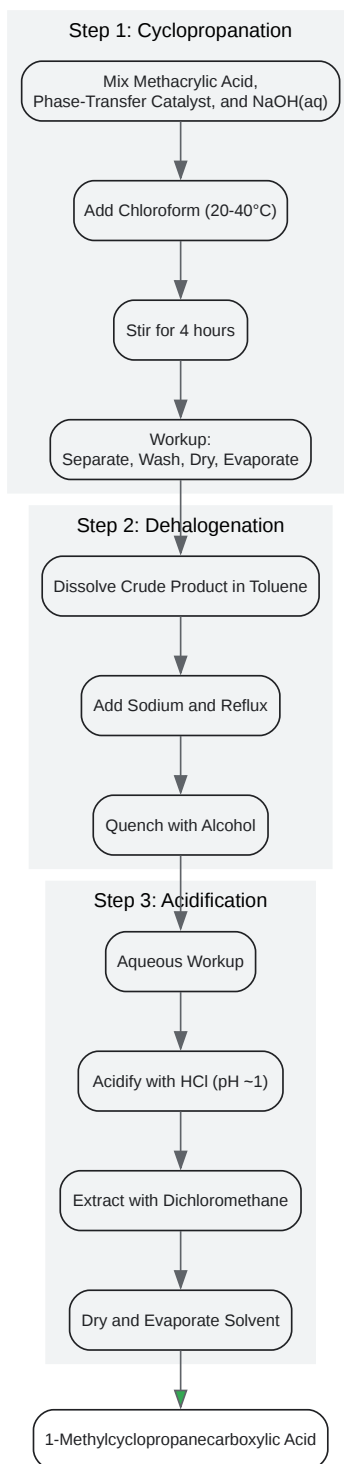 Step 1: Cyclopropanation
Mix Methacrylic Acid,
Phase-Transfer Catalyst, and NaOH(aq)
Add Chloroform (20-40°C)
Stir for 4 hours
Workup:
Separate, Wash, Dry, Evaporate
Step 2: Dehalogenation
Dissolve Crude Product in Toluene
Add Sodium and Reflux
Quench with Alcohol
Step 3: Acidification
Aqueous Workup
Acidify with HCl (pH ~1)
Extract with Dichloromethane
Dry and Evaporate Solvent
1-Methylcyclopropanecarboxylic Acid